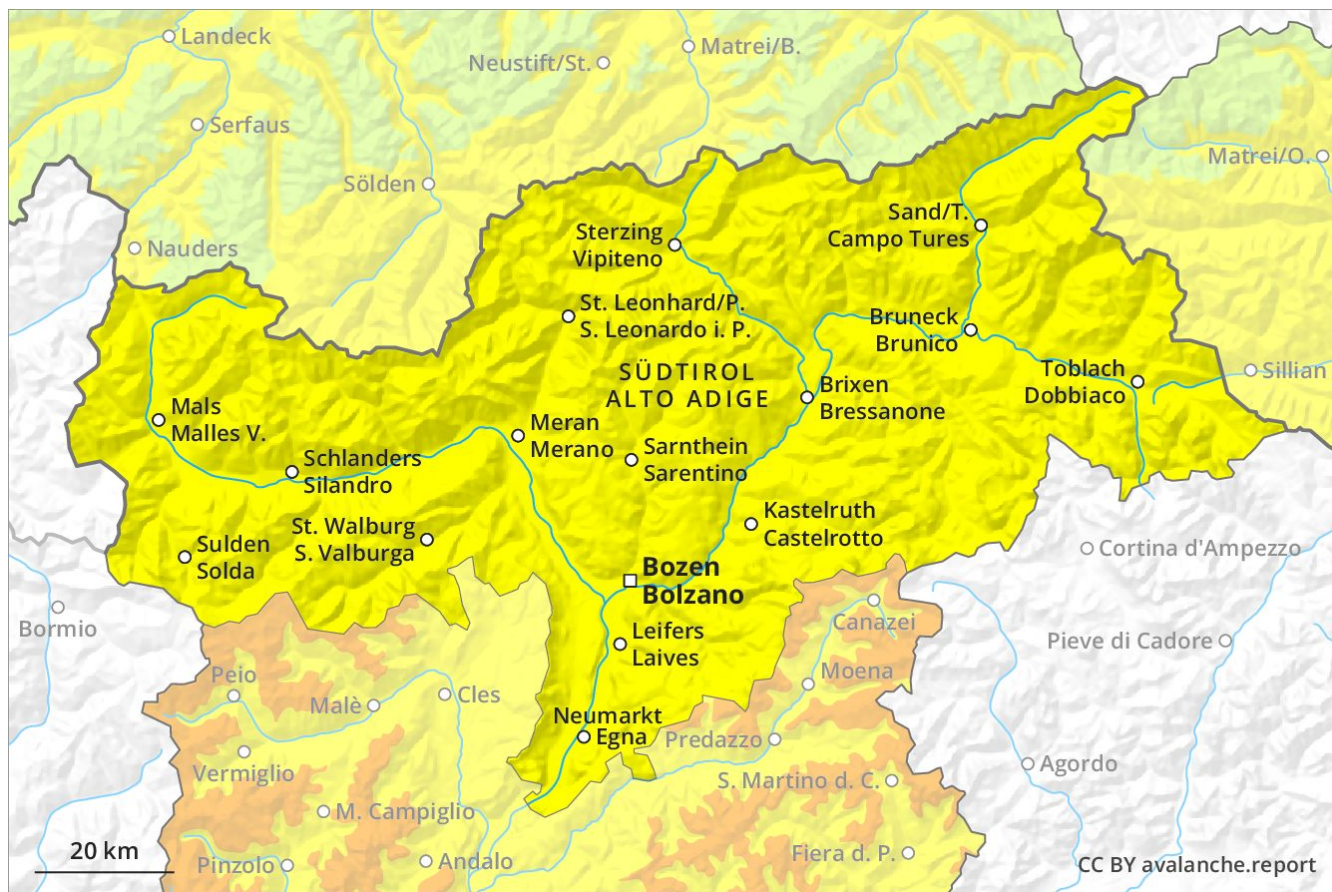 Landeck
Neustift/St.
Matrei/B.
Serfaus
Sölden
Matrei/O.
Nauders
Sand/T.
Campo Tures
Sterzing
Vipiteno
St. Leonhard/P.
S. Leonardo i. P.
Bruneck
Brunico
SÜDTIROL
ALTO ADIGE
Toblach
Dobbiaco
Sillian
Brixen
Bressanone
Mals
Malles V.
Meran
Merano
Schlanders
Silandro
Sarnthein
Sarentino
St. Walburg
S. Valburga
Kastelruth
Castelrotto
Sulden
Solda
Cortina d'Ampezzo
Bozen
Bolzano
Bormio
Canazei
Leifers
Laives
Pieve di Cadore
Peio
Moena
Malè
Cles
Neumarkt
Egna
Predazzo
Vermiglio
Agordo
S. Martino d. C.
M. Campiglio
20 km
Pinzolo
Andalo
Fiera d. P.
CC BY avalanche.report